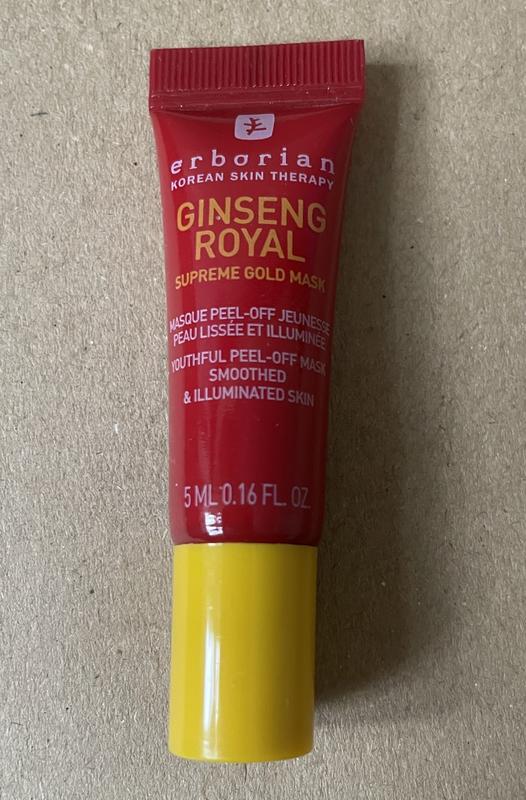 erborian
KOREAN SKIN THERAPY
GINSENG
ROYAL
SUPREME GOLD MASK
MASQUE PEEL-OFF JEUNESSE
PEAU LISSÉE ET ILLUMINÉE
YOUTHFUL PEEL-OFF MASK
SMOOTHED
& ILLUMINATED SKIN
5 ML 0.16 FL. OZ.